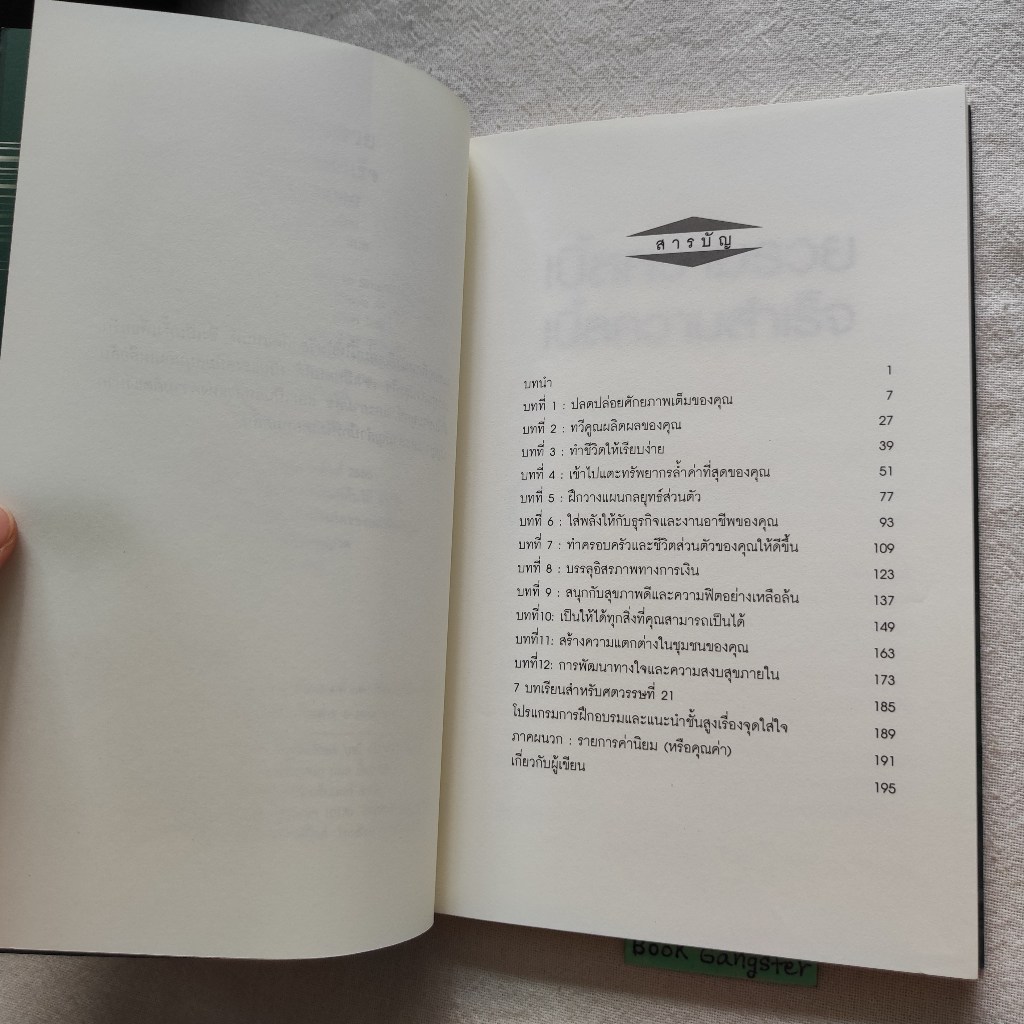 สารบัญ
บทนำ 1
บทที่ 1 : ปลดปล่อยศักยภาพเต็มของคุณ 7
บทที่ 2 : ทวีคูณผลิตผลของคุณ 27
บทที่ 3 : ทำชีวิตให้เรียบง่าย 39
บทที่ 4 : เข้าไปแตะทรัพยากรล้ำค่าที่สุดของคุณ 51
บทที่ 5 : ฝึกวางแผนกลยุทธ์ส่วนตัว 77
บทที่ 6 : ใส่พลังให้กับธุรกิจและงานอาชีพของคุณ 93
บทที่ 7 : ทำครอบครัวและชีวิตส่วนตัวของคุณให้ดีขึ้น 109
บทที่ 8 : บรรลุอิสรภาพทางการเงิน 123
บทที่ 9 : สนุกกับสุขภาพดีและความฟิตอย่างเหลือล้น 137
บทที่10: เป็นให้ได้ทุกสิ่งที่คุณสามารถเป็นได้ 149
บทที่11: สร้างความแตกต่างในชุมชนของคุณ 163
บทที่12: การพัฒนาทางใจและความสงบสุขภายใน 173
7 บทเรียนสำหรับศตวรรษที่ 21 185
โปรแกรมการฝึกอบรมและแนะนำชั้นสูงเรื่องจุดใส่ใจ 189
ภาคผนวก : รายการค่านิยม (หรือคุณค่า) 191
เกี่ยวกับผู้เขียน 195
Book Gangster